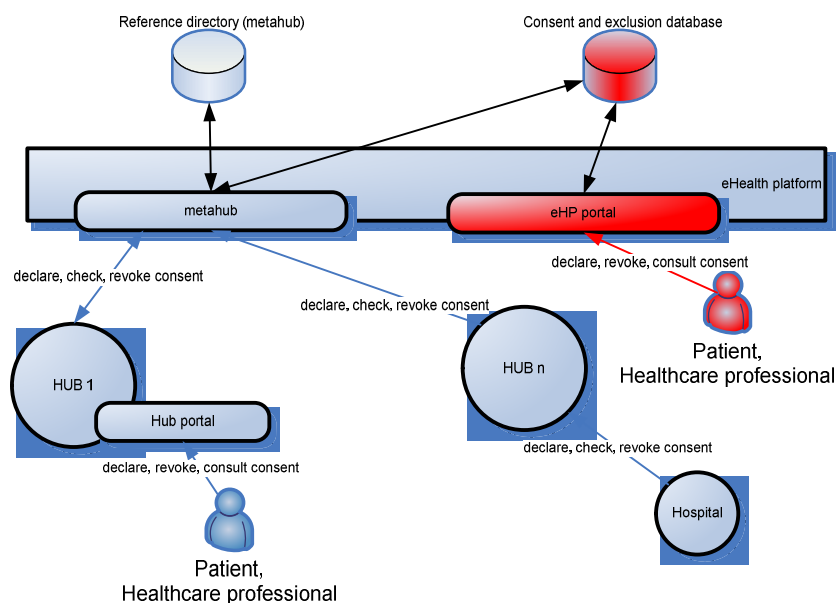 Reference directory (metahub)
Consent and exclusion database
eHealth platform
metahub
eHP portal
declare, check, revoke consent
declare, revoke, consult consent
declare, check, revoke consent
Patient,
Healthcare professional
HUB 1
HUB n
Hub portal
declare, check, revoke consent
declare, revoke, consult consent
Hospital
Patient,
Healthcare professional